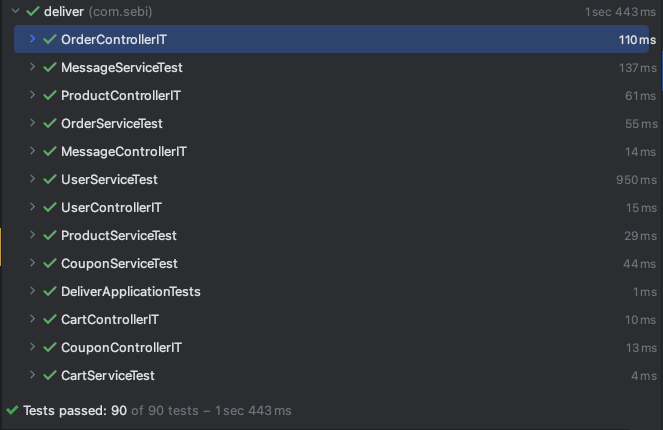 deliver (com.sebi) 1 sec 443 ms
OrderControllerIT 110 ms
MessageServiceTest 137 ms
ProductControllerIT 61 ms
OrderServiceTest 55 ms
MessageControllerIT 14 ms
UserServiceTest 950 ms
UserControllerIT 15 ms
ProductServiceTest 29 ms
CouponServiceTest 44 ms
DeliverApplicationTests 1 ms
CartControllerIT 10 ms
CouponControllerIT 13 ms
CartServiceTest 4 ms
Tests passed: 90 of 90 tests – 1 sec 443 ms